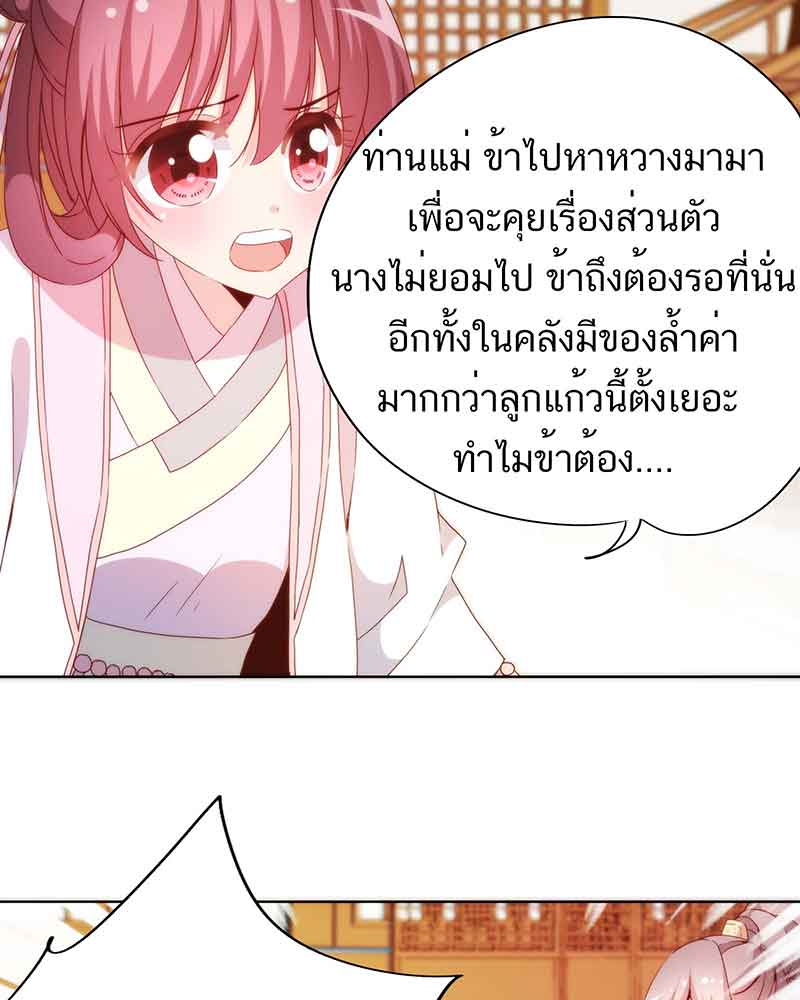 ท่านแม่ ข้าไปหาหวางมามา
เพื่อจะคุยเรื่องส่วนตัว
นางไม่ยอมไป ข้าถึงต้องรอที่นั่น
อีกทั้งในคลังมีของล้ำค่า
มากกว่าลูกแก้วนี้ตั้งเยอะ
ทำไมข้าต้อง....